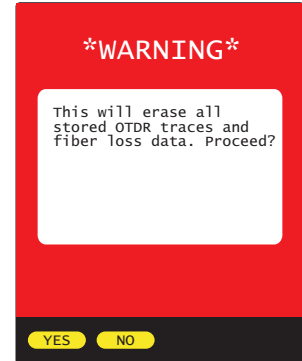 *WARNING*
This will erase all
stored OTDR traces and
fiber loss data. Proceed?
YES NO